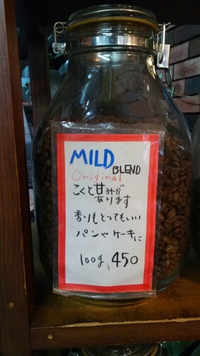 MILD
BLEND
Original
こくと甘みが
あります
香りもとってもいい
パンやケーキに
100g 450